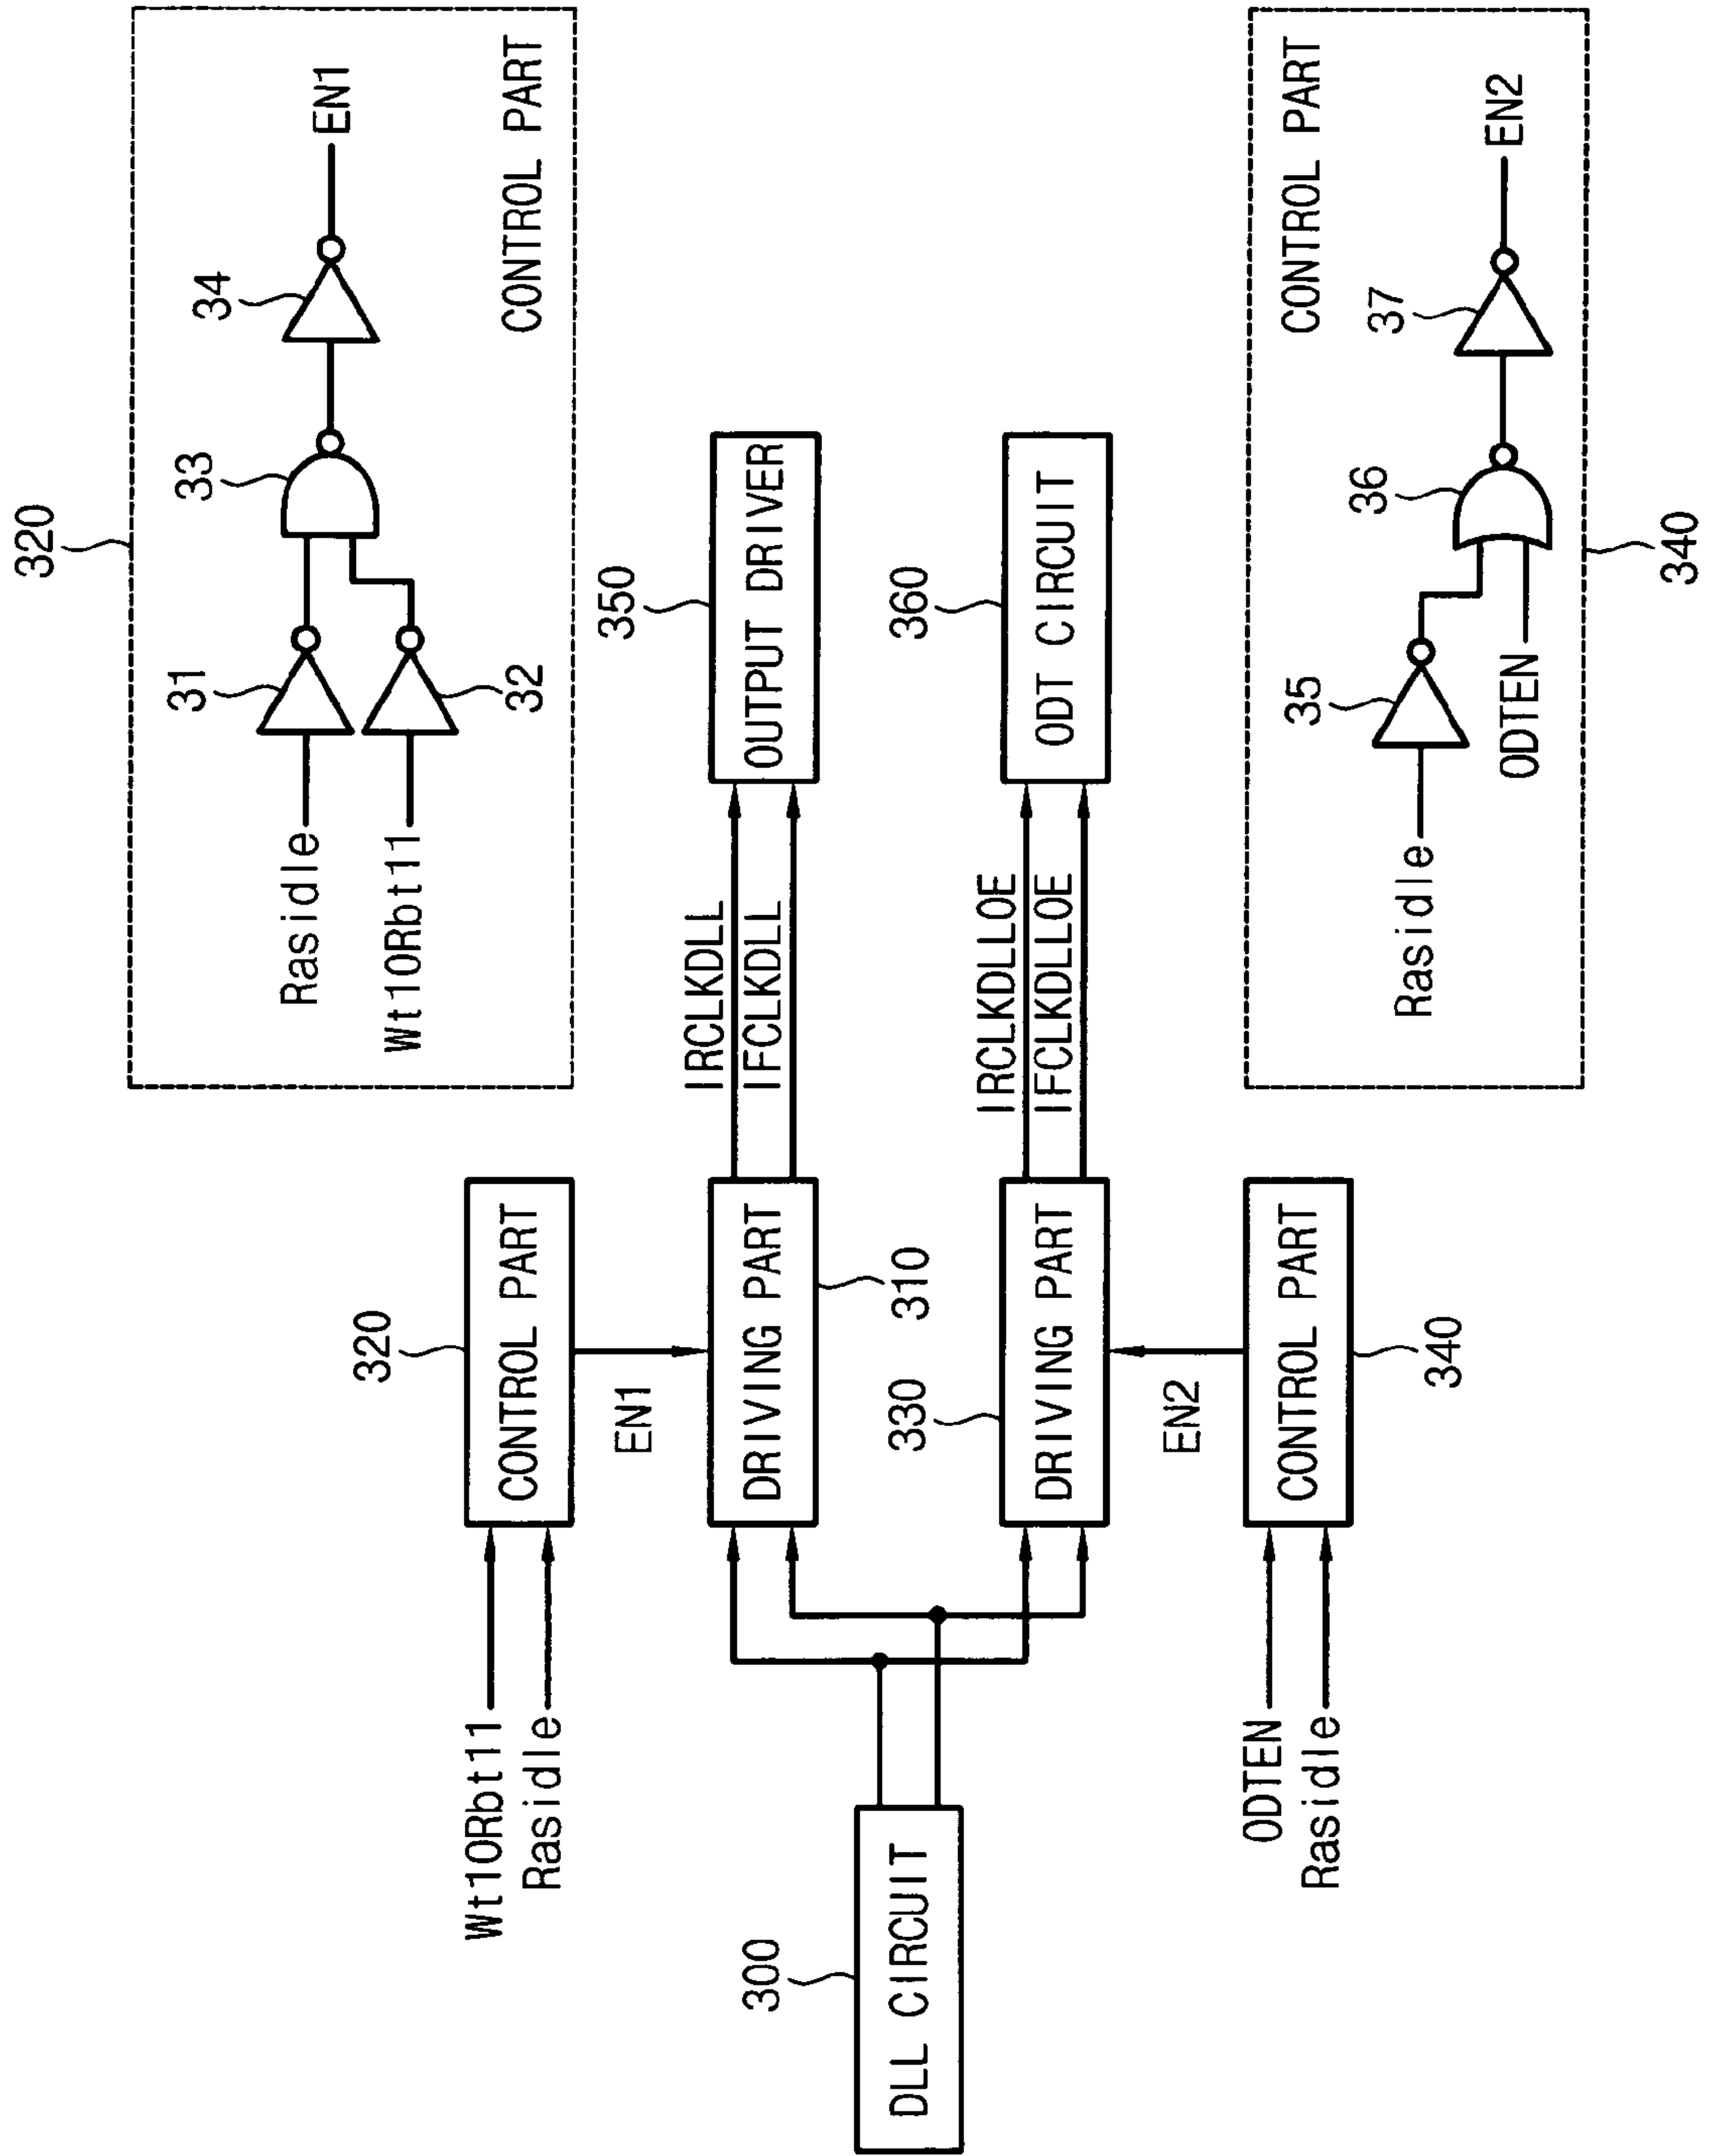 320
31
33
34
Rasidle
Wt10Rbt11
32
EN1
CONTROL PART
320
Wt10Rbt11
Rasidle
CONTROL PART
EN1
350
IRCLKDLL
IFCLKDLL
DRIVING PART
310
OUTPUT DRIVER
300
DLL CIRCUIT
330
DRIVING PART
IRCLKDLLOE
IFCLKDLLOE
360
ODT CIRCUIT
EN2
ODTEN
Rasidle
CONTROL PART
340
CONTROL PART
35
36
37
Rasidle
ODTEN
EN2
340